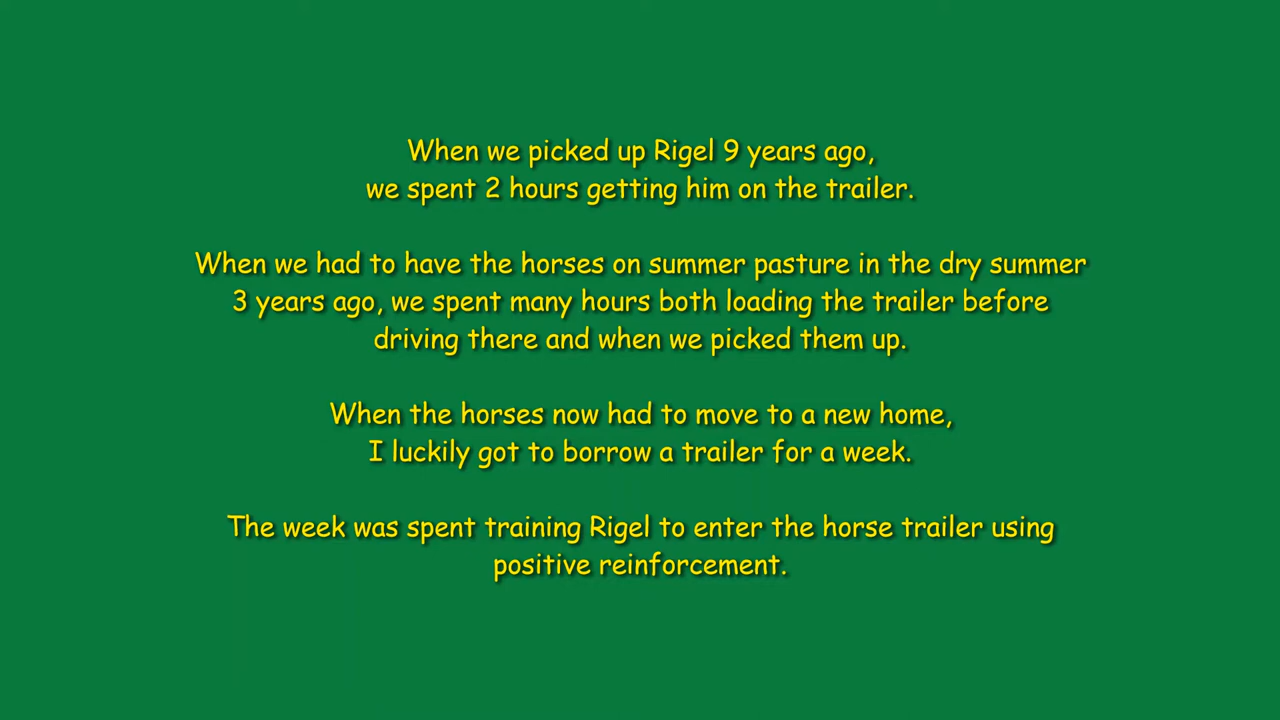 When we picked up Rigel 9 years ago,
we spent 2 hours getting him on the trailer.
When we had to have the horses on summer pasture in the dry summer
3 years ago, we spent many hours both loading the trailer before
driving there and when we picked them up.
When the horses now had to move to a new home,
I luckily got to borrow a trailer for a week.
The week was spent training Rigel to enter the horse trailer using
positive reinforcement.